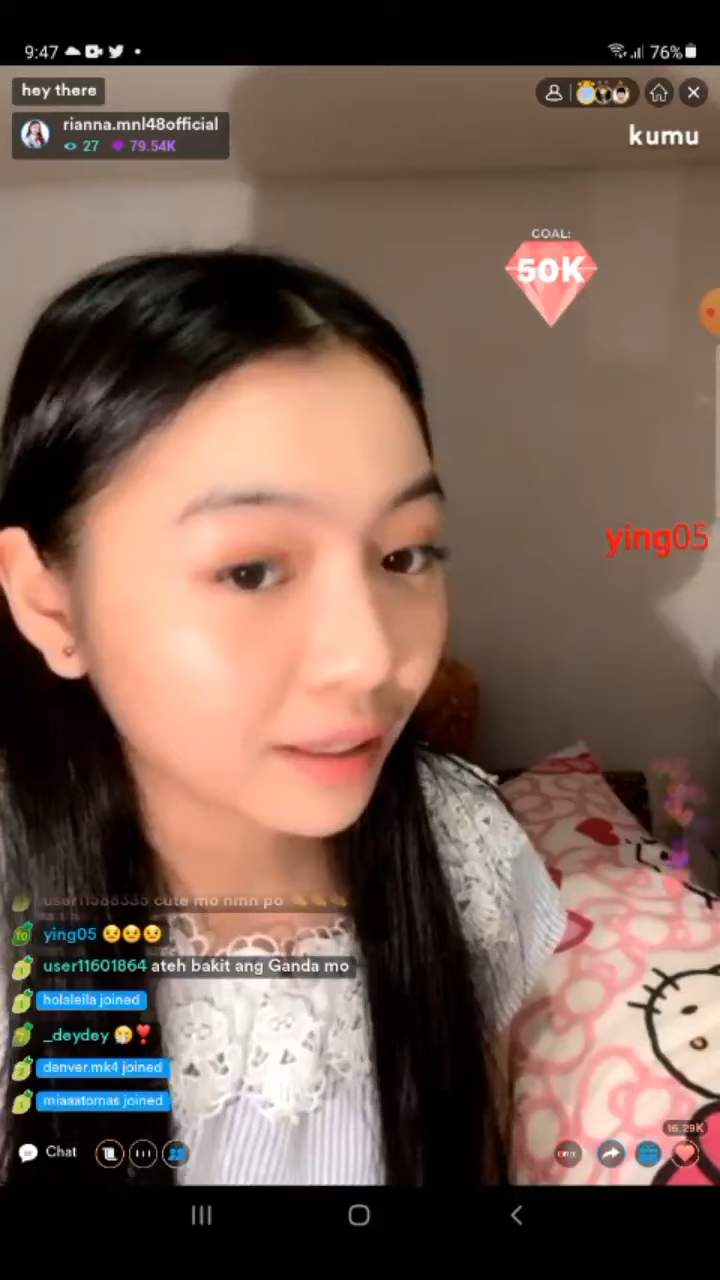 9:47
76%
hey there
rianna.mnl48official
27 79.54K
kumu
COAL:
50K
ying05
user11588335 cute mo nmn po
ying05
user11601864 ateh bakit ang Ganda mo
holaleila joined
_deydey
denver.mk4 joined
miaaatomas joined
16.29K
Chat